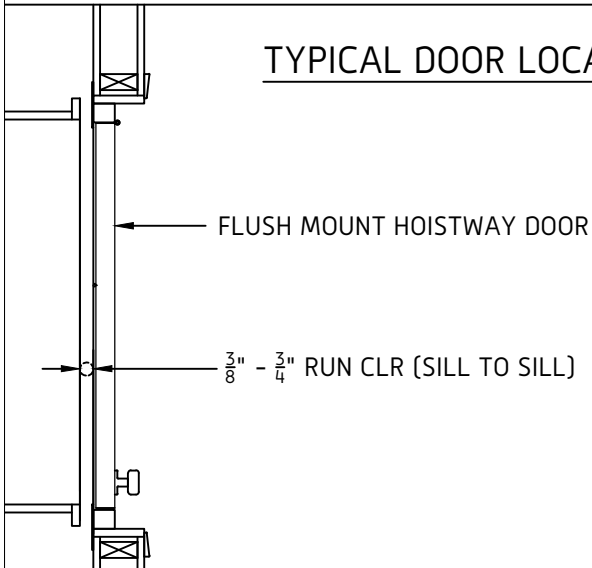 TYPICAL DOOR LOCA
FLUSH MOUNT HOISTWAY DOOR
3/8" - 3/4" RUN CLR (SILL TO SILL)